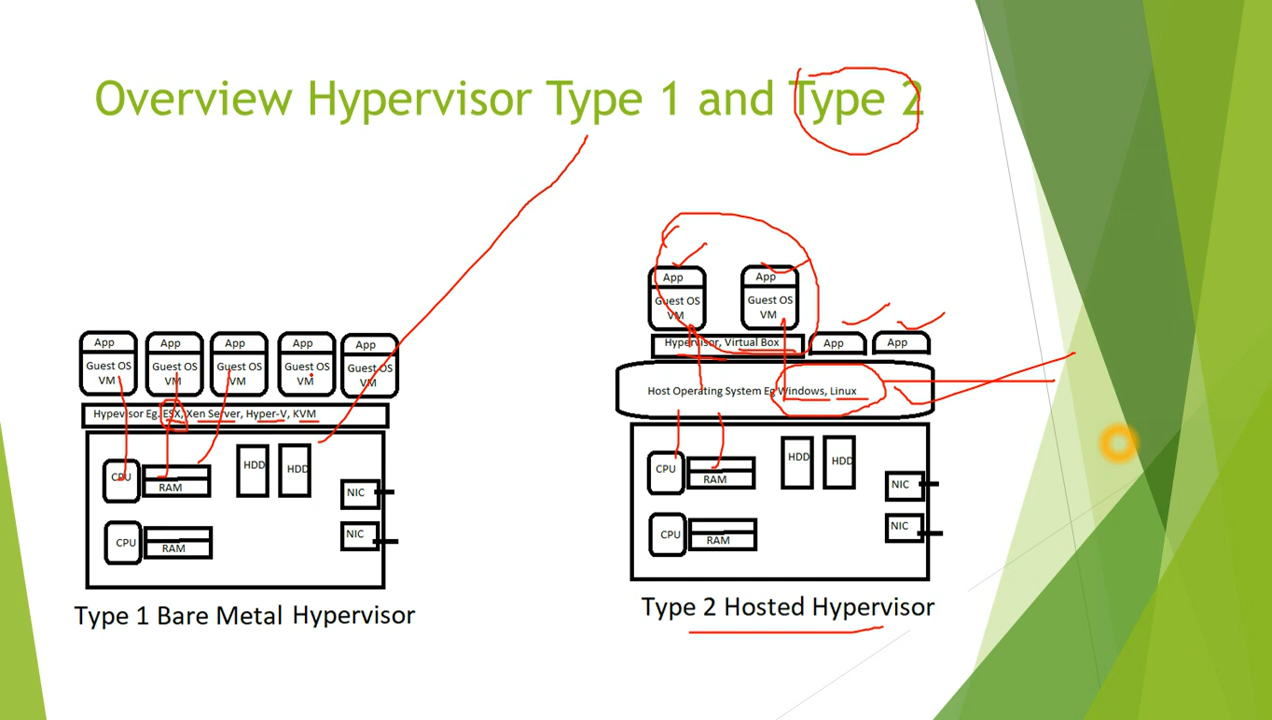 Overview Hypervisor Type 1 and Type 2
App
Guest OS
VM
App
Guest OS
VM
App
Guest OS
VM
App
Guest OS
VM
App
Guest OS
VM
Hypevisor Eg. ESX, Xen Server, Hyper-V, KVM
CPU
RAM
HDD
HDD
NIC
CPU
RAM
NIC
Type 1 Bare Metal Hypervisor
App
Guest OS
VM
App
Guest OS
VM
Hypervisor, Virtual Box
App
App
Host Operating System Eg Windows, Linux
CPU
RAM
HDD
HDD
NIC
CPU
RAM
NIC
Type 2 Hosted Hypervisor